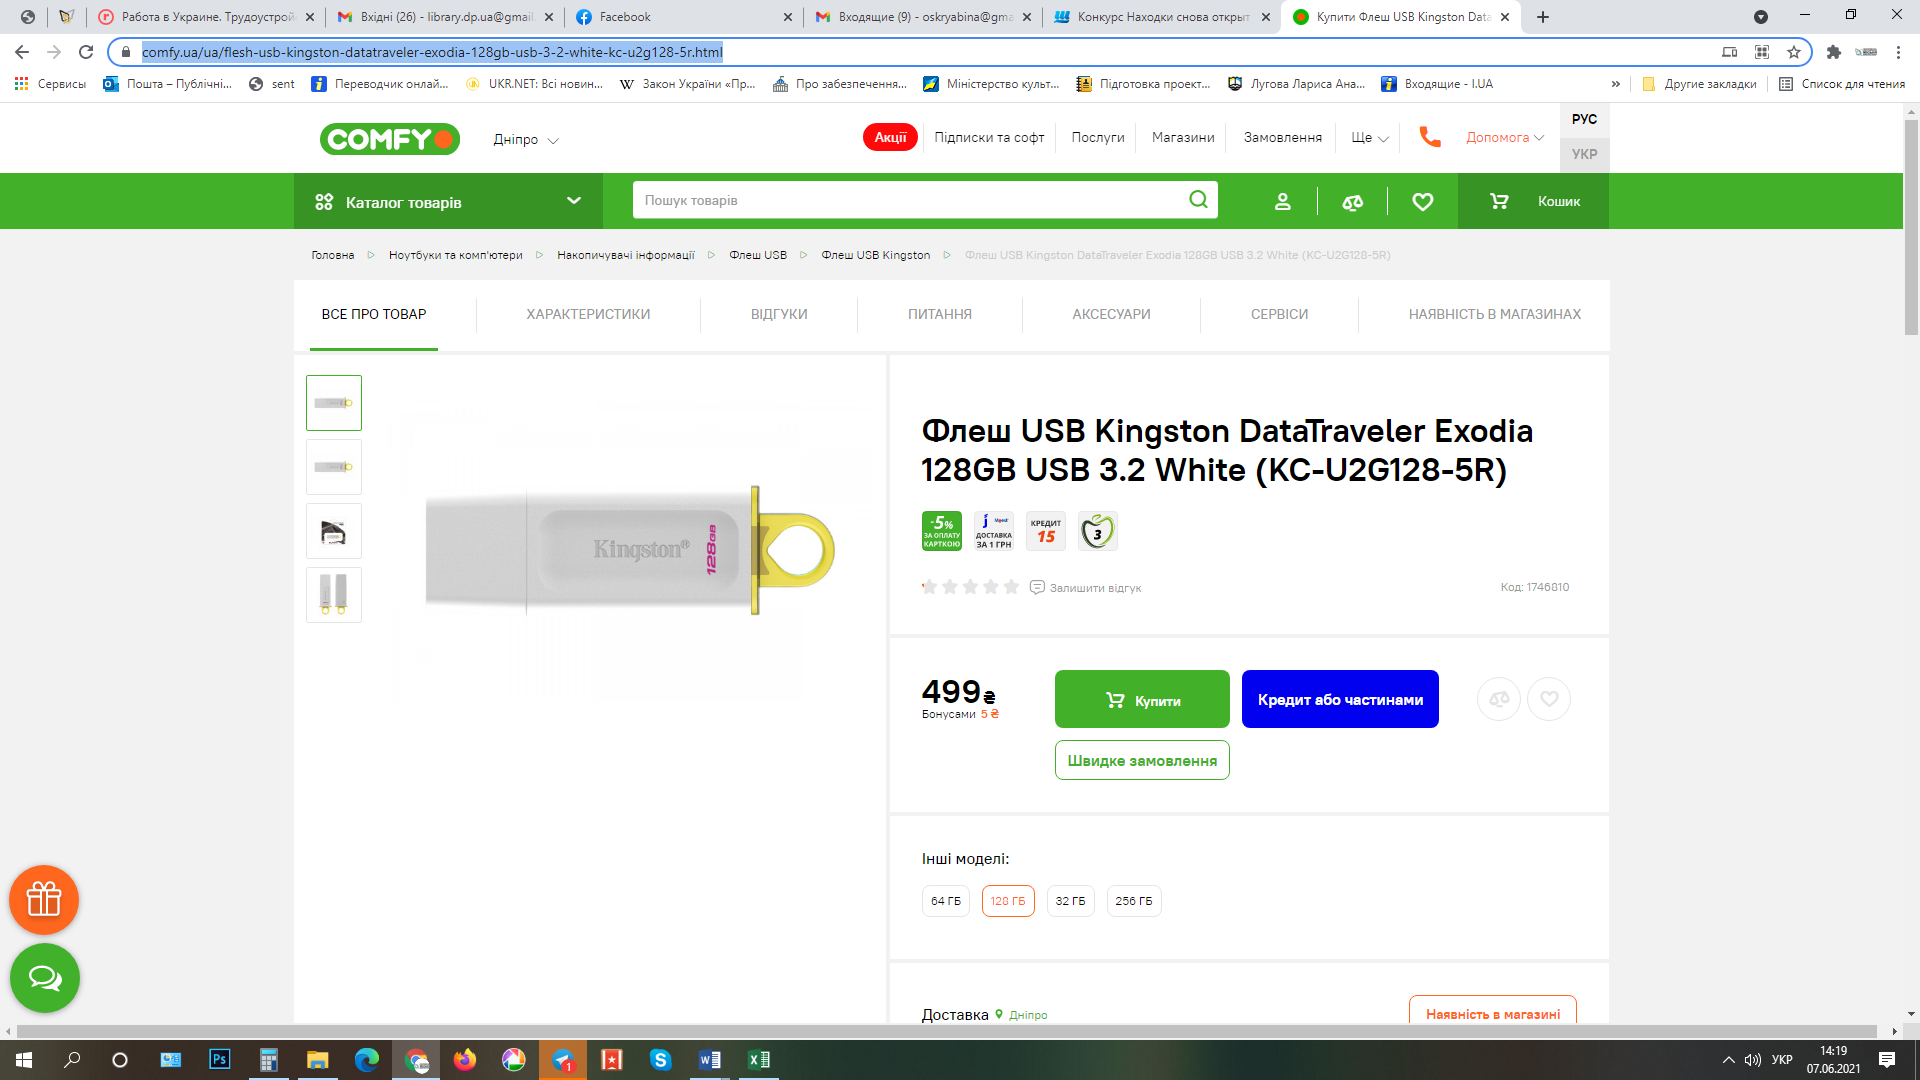 Работа в Украине. Трудоустрой
Вхідні (26) - library.dp.ua@gmail.
Facebook
Входящие (9) - oskryabina@gma
Конкурс Находки снова открыт
Купити Флеш USB Kingston Data
comfy.ua/ua/flesh-usb-kingston-datatraveler-exodia-128gb-usb-3-2-white-kc-u2g128-5r.html
Сервисы
Пошта – Публічні...
sent
Переводчик онлай...
UKR.NET: Всі новин...
Закон України «Пр...
Про забезпечення...
Міністерство культ...
Підготовка проект...
Лугова Лариса Ана...
Входящие - I.UA
»
Другие закладки
Список для чтения
COMFY
Дніпро
Акції
Підписки та софт
Послуги
Магазини
Замовлення
Ще
Допомога
РУС
УКР
Каталог товарів
Пошук товарів
Кошик
Головна
Ноутбуки та комп'ютери
Накопичувачі інформації
Флеш USB
Флеш USB Kingston
Флеш USB Kingston DataTraveler Exodia 128GB USB 3.2 White (KC-U2G128-5R)
ВСЕ ПРО ТОВАР
ХАРАКТЕРИСТИКИ
ВІДГУКИ
ПИТАННЯ
АКСЕСУАРИ
СЕРВІСИ
НАЯВНІСТЬ В МАГАЗИНАХ
Kingston®
128GB
Флеш USB Kingston DataTraveler Exodia
128GB USB 3.2 White (KC-U2G128-5R)
-5%
ЗА ОПЛАТУ
КАРТКОЮ
Meest
ДОСТАВКА
ЗА 1 ГРН
КРЕДИТ
15
3
Залишити відгук
Код: 1746810
499₴
Бонусами 5 ₴
Купити
Кредит або частинами
Швидке замовлення
Інші моделі:
64 ГБ
128 ГБ
32 ГБ
256 ГБ
Доставка
Дніпро
Наявність в магазині
Ps
1
УКР
14:19
07.06.2021